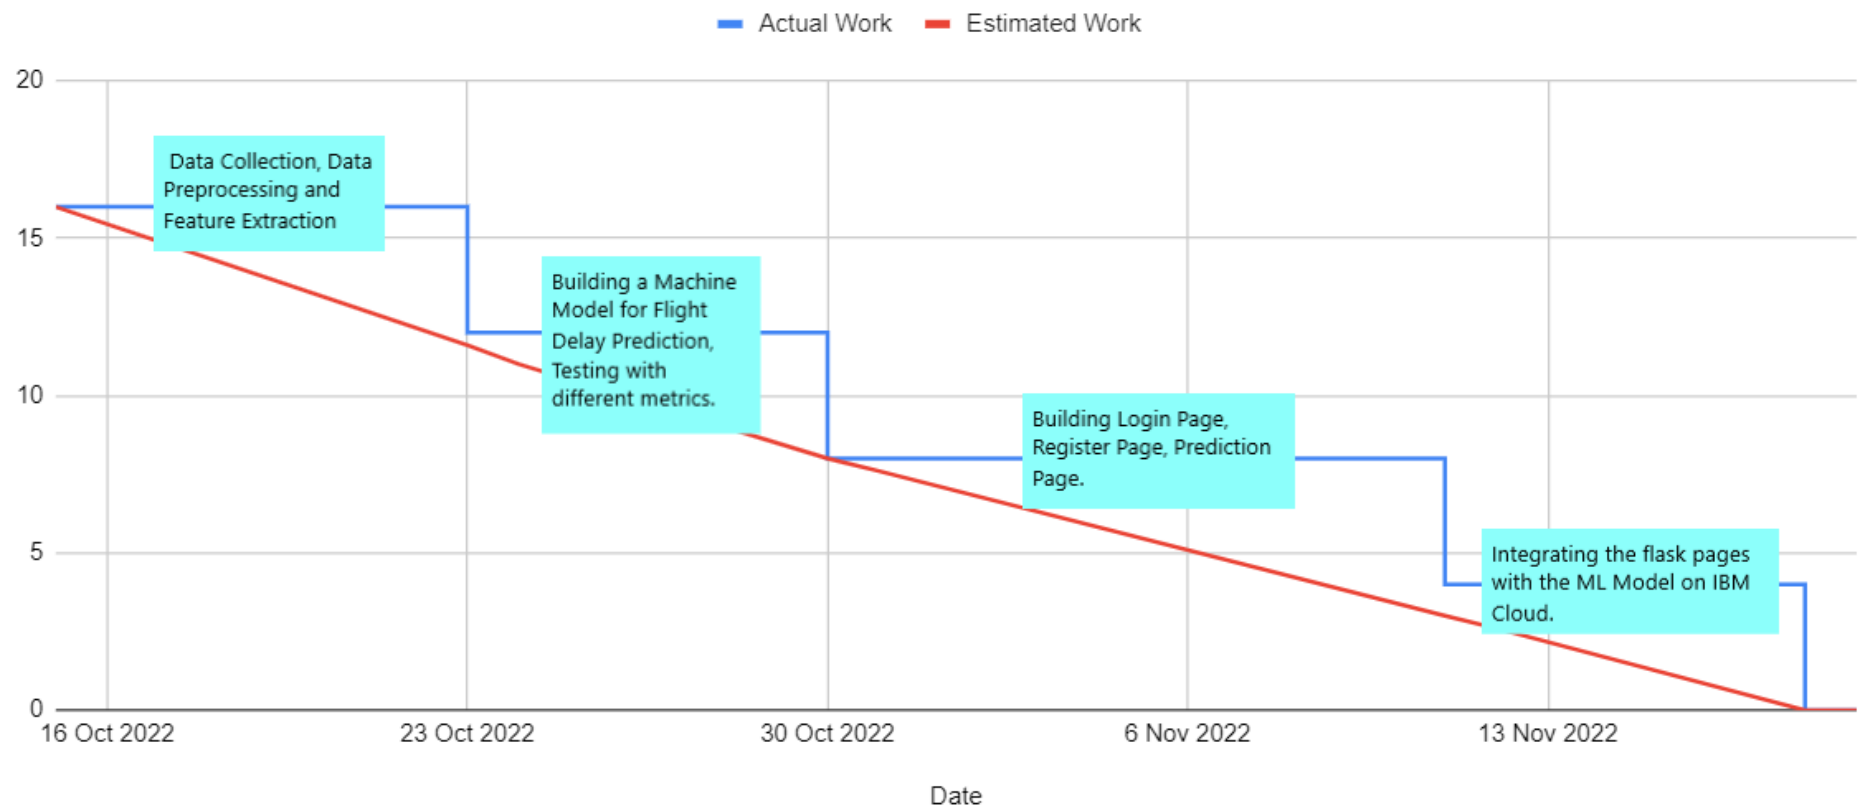 Actual Work
Estimated Work
20
15
10
5
0
Data Collection, Data
Preprocessing and
Feature Extraction
Building a Machine
Model for Flight
Delay Prediction,
Testing with
different metrics.
Building Login Page,
Register Page, Prediction
Page.
Integrating the flask pages
with the ML Model on IBM
Cloud.
16 Oct 2022
23 Oct 2022
30 Oct 2022
6 Nov 2022
13 Nov 2022
Date